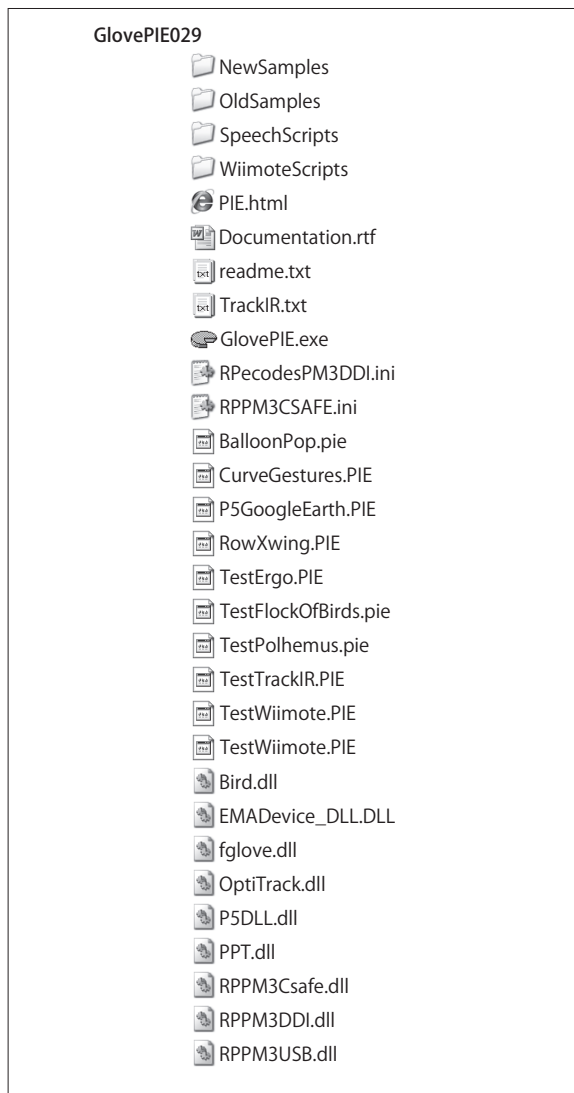 GlovePIE029
NewSamples
OldSamples
SpeechScripts
WiimoteScripts
PIE.html
Documentation.rtf
readme.txt
TrackIR.txt
GlovePIE.exe
RPecodesPM3DDI.ini
RPPM3CSAFE.ini
BalloonPop.pie
CurveGestures.PIE
P5GoogleEarth.PIE
RowXwing.PIE
TestErgo.PIE
TestFlockOfBirds.pie
TestPolhemus.pie
TestTrackIR.PIE
TestWiimote.PIE
TestWiimote.PIE
Bird.dll
EMADevice_DLL.DLL
fglove.dll
OptiTrack.dll
P5DLL.dll
PPT.dll
RPPM3Csafe.dll
RPPM3DDI.dll
RPPM3USB.dll